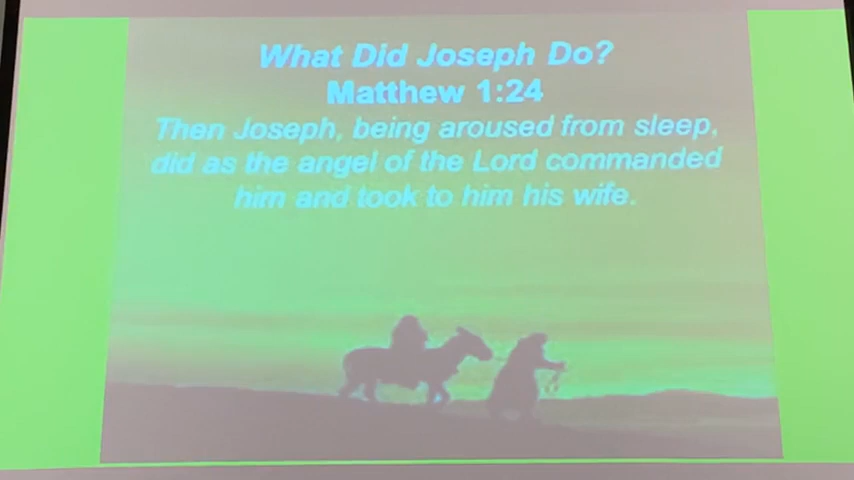 What Did Joseph Do?
Matthew 1:24
Then Joseph, being aroused from sleep,
did as the angel of the Lord commanded
him and took to him his wife.